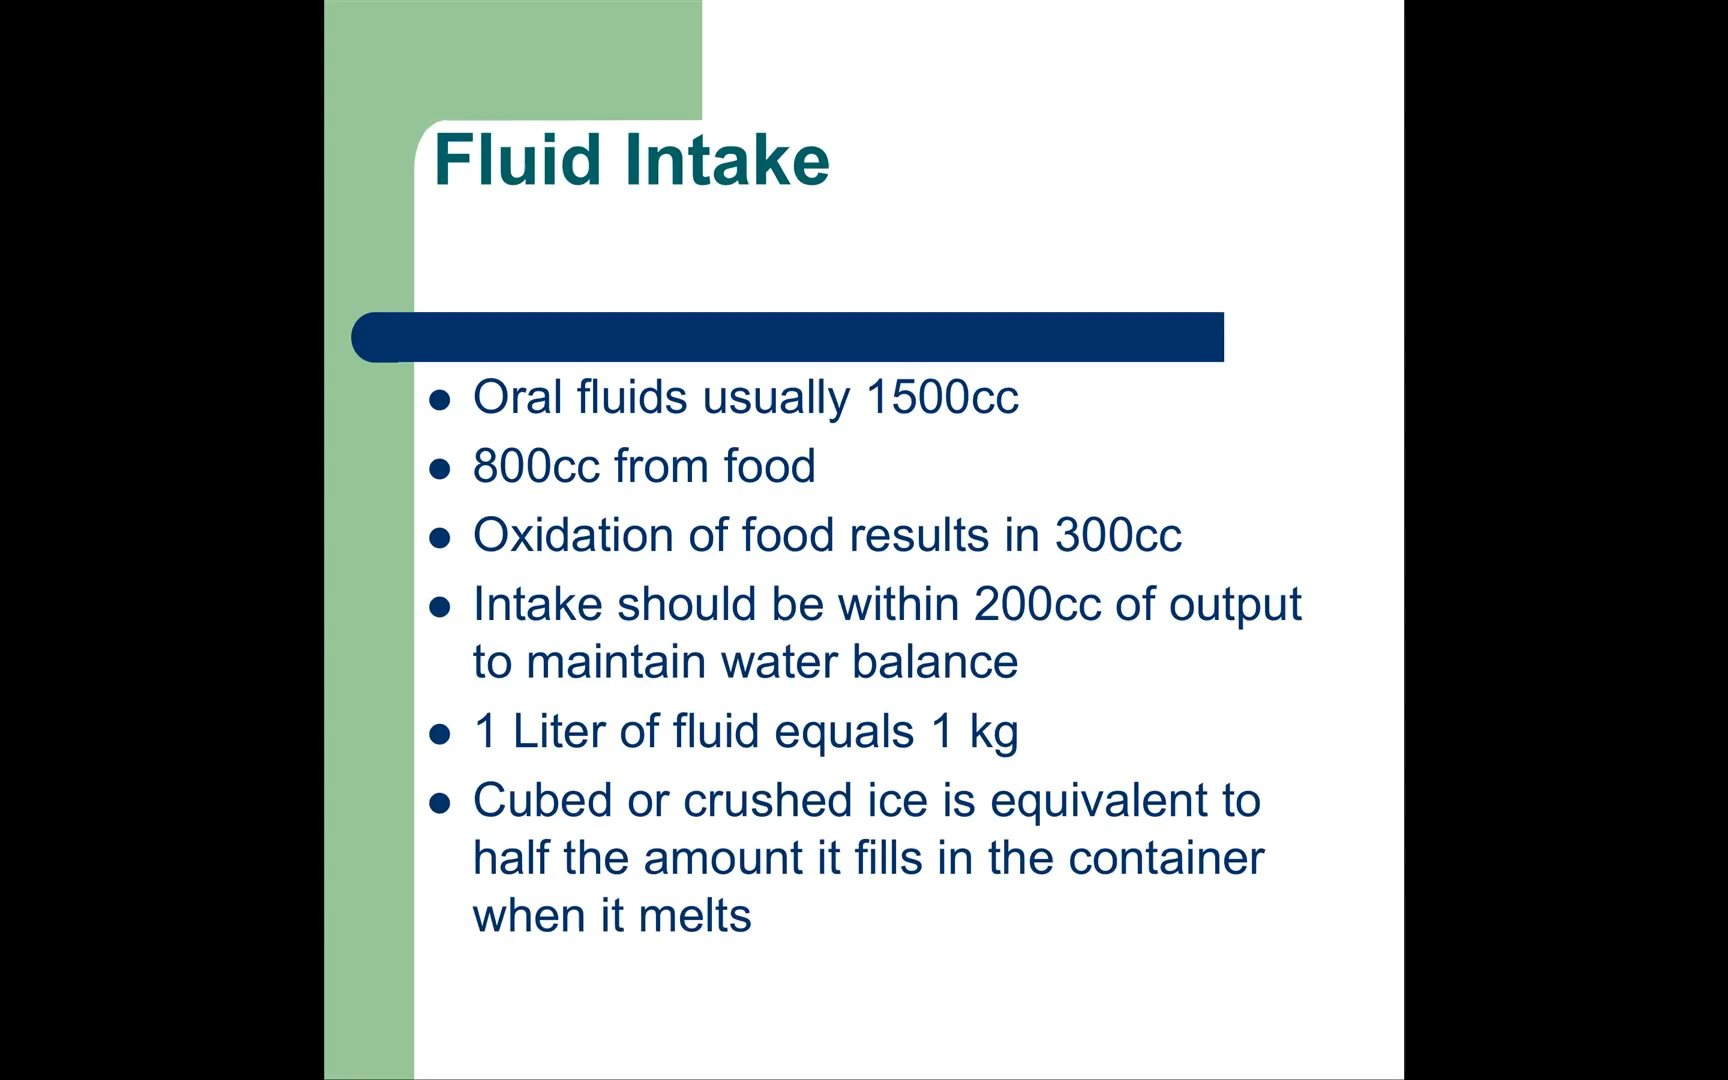 Fluid Intake
● Oral fluids usually 1500cc
● 800cc from food
● Oxidation of food results in 300cc
● Intake should be within 200cc of output
to maintain water balance
● 1 Liter of fluid equals 1 kg
● Cubed or crushed ice is equivalent to
half the amount it fills in the container
when it melts